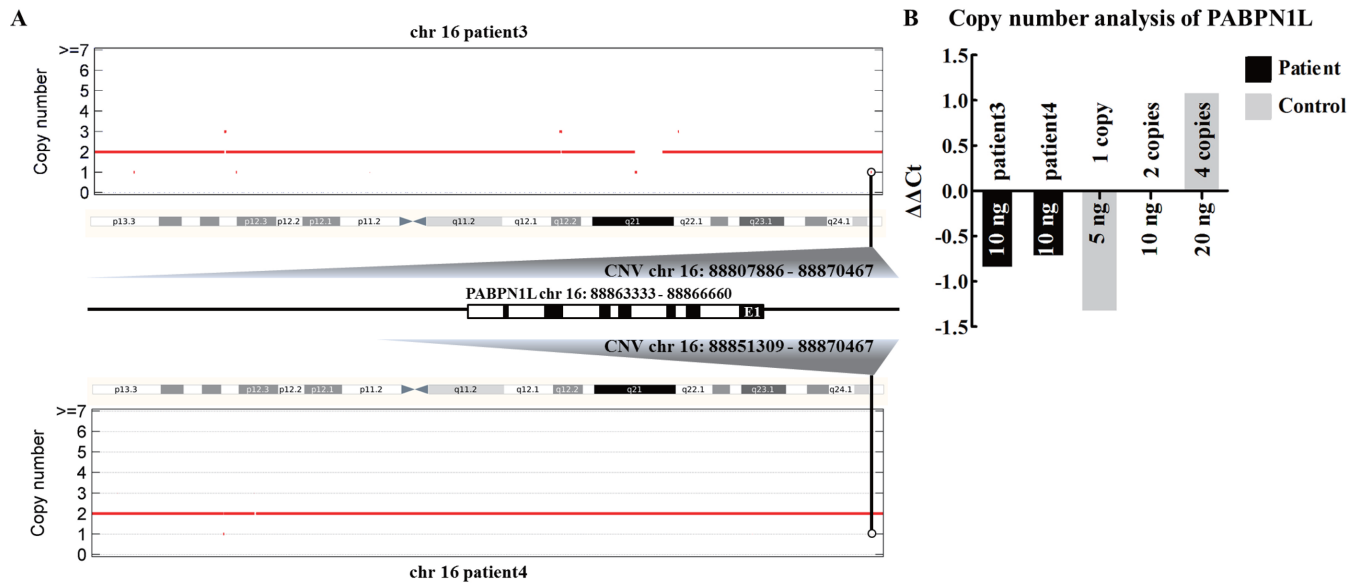 A
chr 16 patient3
Copy number
>=7
6
5
4
3
2
1
0
p13.3 p12.3 p12.2 p12.1 p11.2 q11.2 q12.1 q12.2 q21 q22.1 q23.1 q24.1
CNV chr 16: 88807886 - 88870467
PABPN1L chr 16: 88863333 - 88866660
E1
CNV chr 16: 88851309 - 88870467
p13.3 p12.3 p12.2 p12.1 p11.2 q11.2 q12.1 q12.2 q21 q22.1 q23.1 q24.1
Copy number
>=7
6
5
4
3
2
1
0
chr 16 patient4
B
Copy number analysis of PABPN1L
ΔΔCt
1.5
1.0
0.5
0.0
-0.5
-1.0
-1.5
patient3
patient4
1 copy
2 copies
4 copies
10 ng
10 ng
5 ng
10 ng
20 ng
Patient
Control